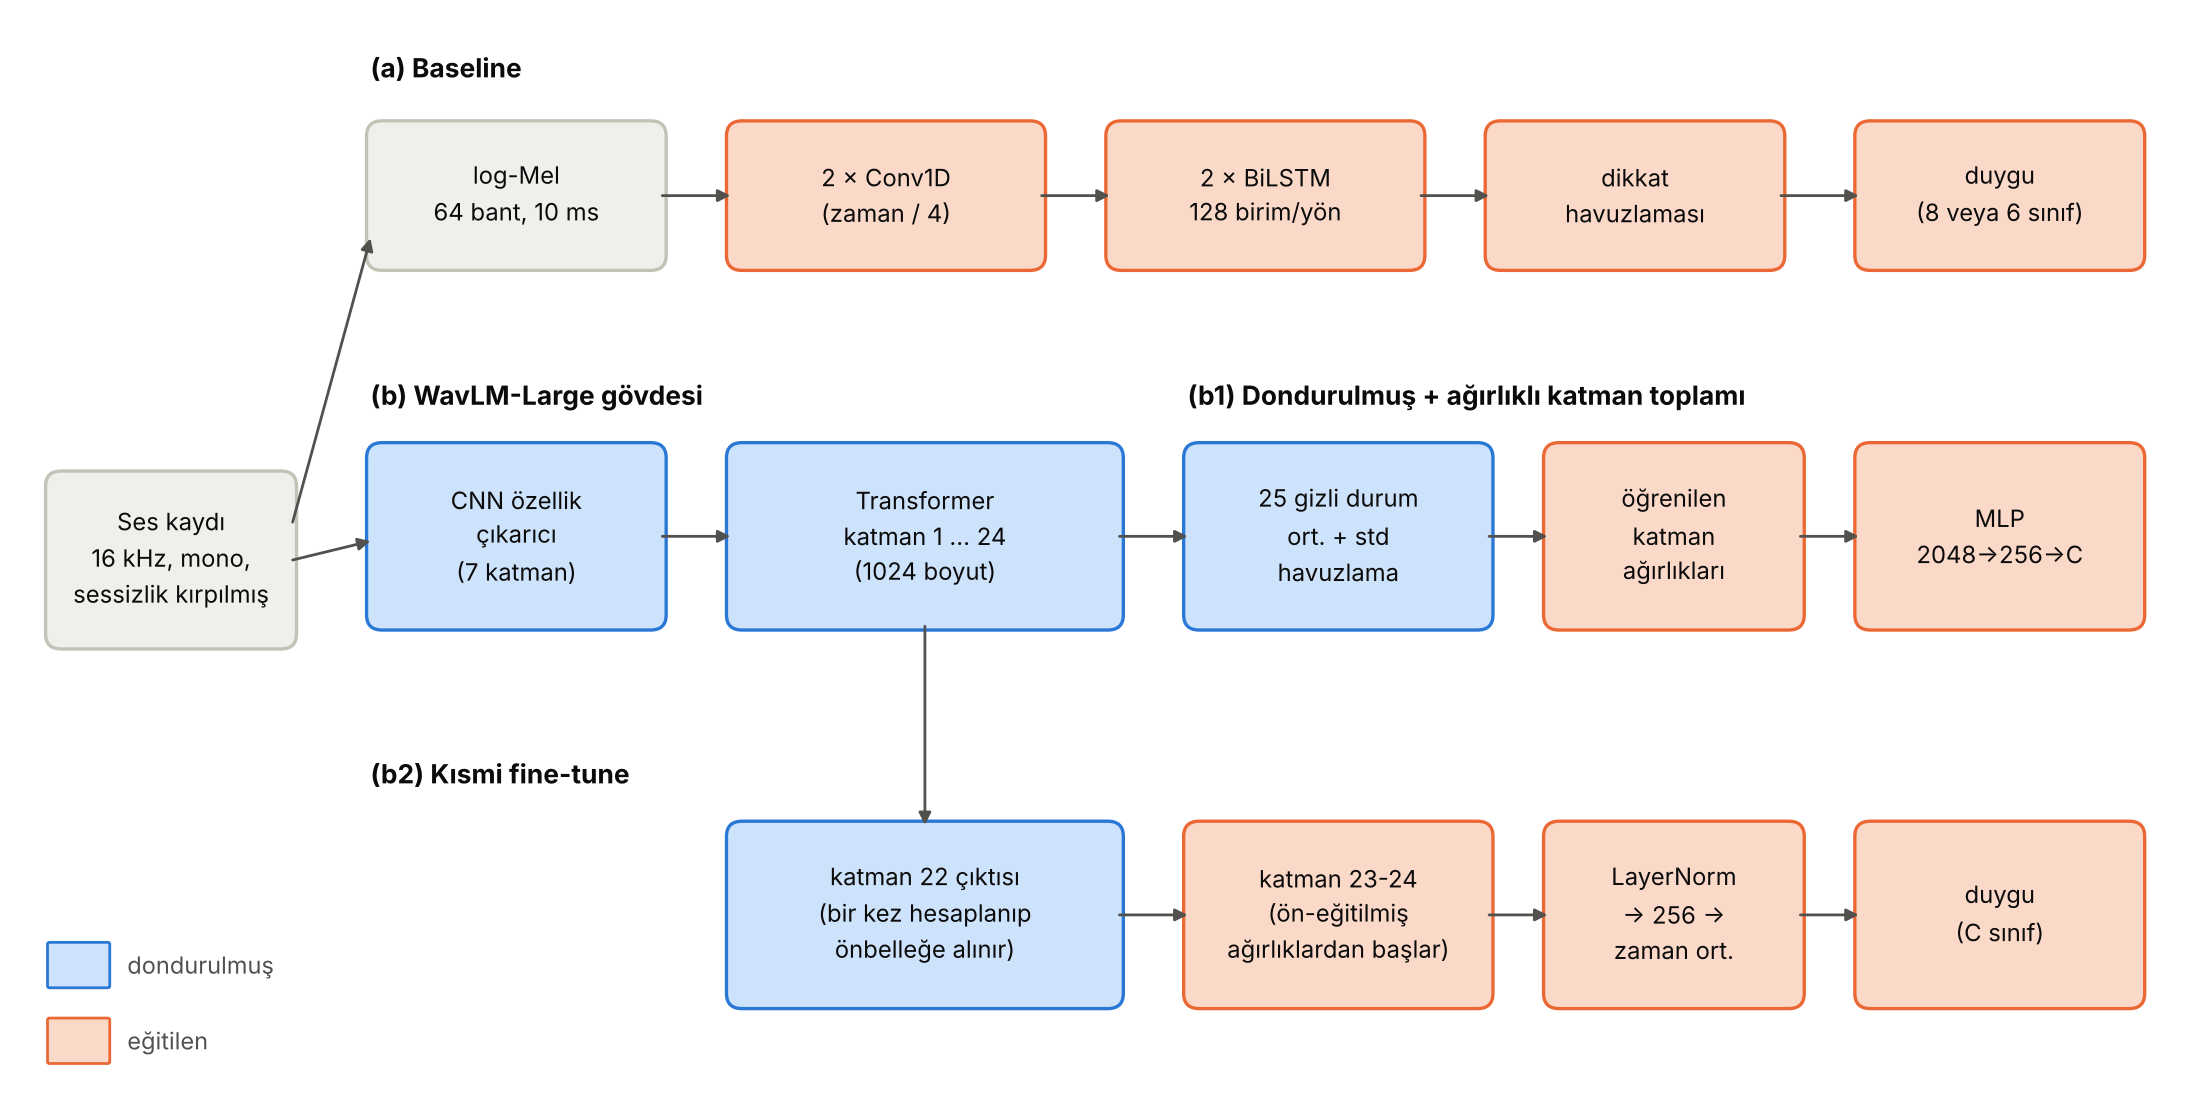 (a) Baseline
log-Mel
64 bant, 10 ms
2 × Conv1D
(zaman / 4)
2 × BiLSTM
128 birim/yön
dikkat
havuzlaması
duygu
(8 veya 6 sınıf)
(b) WavLM-Large gövdesi
(b1) Dondurulmuş + ağırlıklı katman toplamı
Ses kaydı
16 kHz, mono,
sessizlik kırpılmış
CNN özellik
çıkarıcı
(7 katman)
Transformer
katman 1 ... 24
(1024 boyut)
25 gizli durum
ort. + std
havuzlama
öğrenilen
katman
ağırlıkları
MLP
2048→256→C
(b2) Kısmi fine-tune
katman 22 çıktısı
(bir kez hesaplanıp
önbelleğe alınır)
katman 23-24
(ön-eğitilmiş
ağırlıklardan başlar)
LayerNorm
→ 256 →
zaman ort.
duygu
(C sınıf)
dondurulmuş
eğitilen